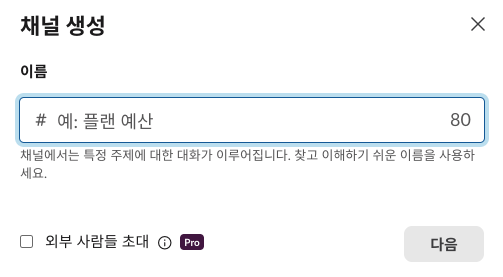 채널 생성
이름
# 예: 플랜 예산 80
채널에서는 특정 주제에 대한 대화가 이루어집니다. 찾고 이해하기 쉬운 이름을 사용하
세요.
외부 사람들 초대 Pro
다음